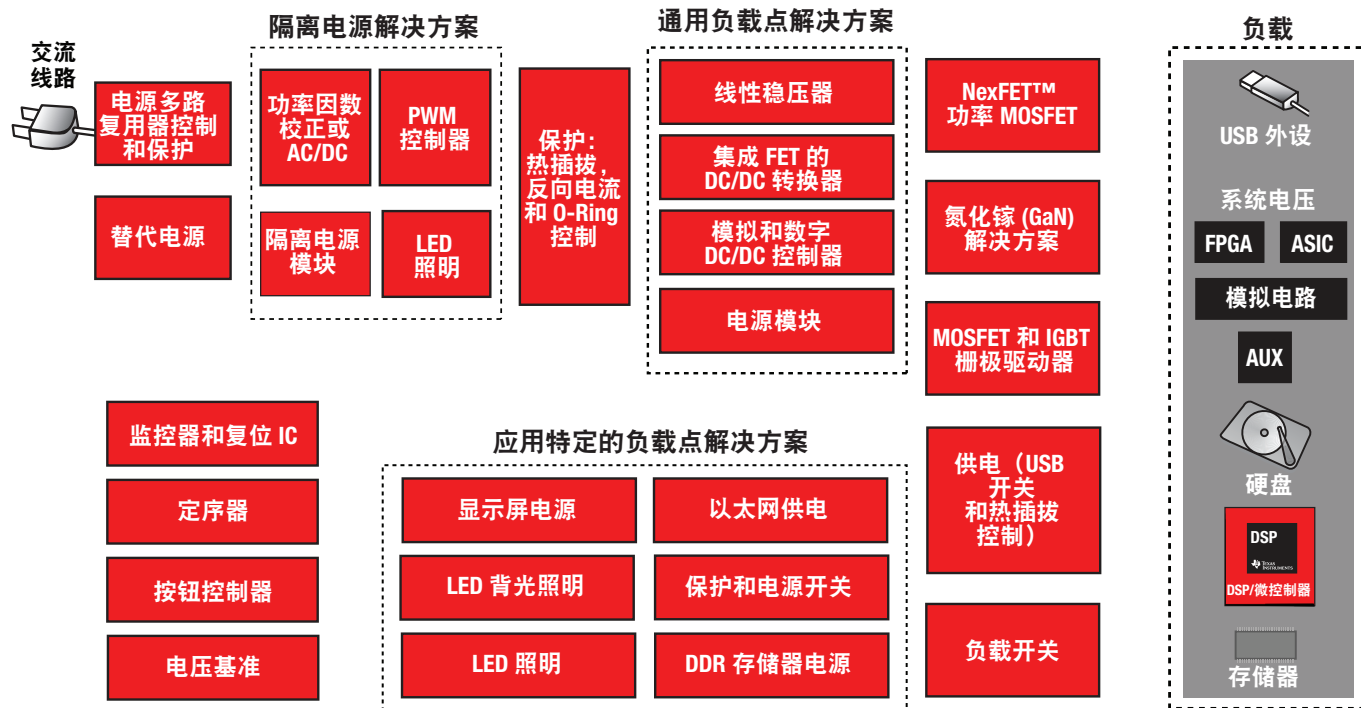 交流
线路
电源多路
复用器控制
和保护
替代电源
隔离电源解决方案
功率因数
校正或
AC/DC
PWM
控制器
隔离电源
模块
LED
照明
保护：
热插拔，
反向电流
和 O-Ring
控制
通用负载点解决方案
线性稳压器
集成 FET 的
DC/DC 转换器
模拟和数字
DC/DC 控制器
电源模块
NexFET™
功率 MOSFET
氮化镓 (GaN)
解决方案
MOSFET 和 IGBT
栅极驱动器
供电（USB
开关
和热插拔
控制）
负载开关
监控器和复位 IC
定序器
按钮控制器
电压基准
应用特定的负载点解决方案
显示屏电源
以太网供电
LED 背光照明
保护和电源开关
LED 照明
DDR 存储器电源
负载
USB 外设
系统电压
FPGA
ASIC
模拟电路
AUX
硬盘
DSP
TEXAS
INSTRUMENTS
DSP/微控制器
存储器